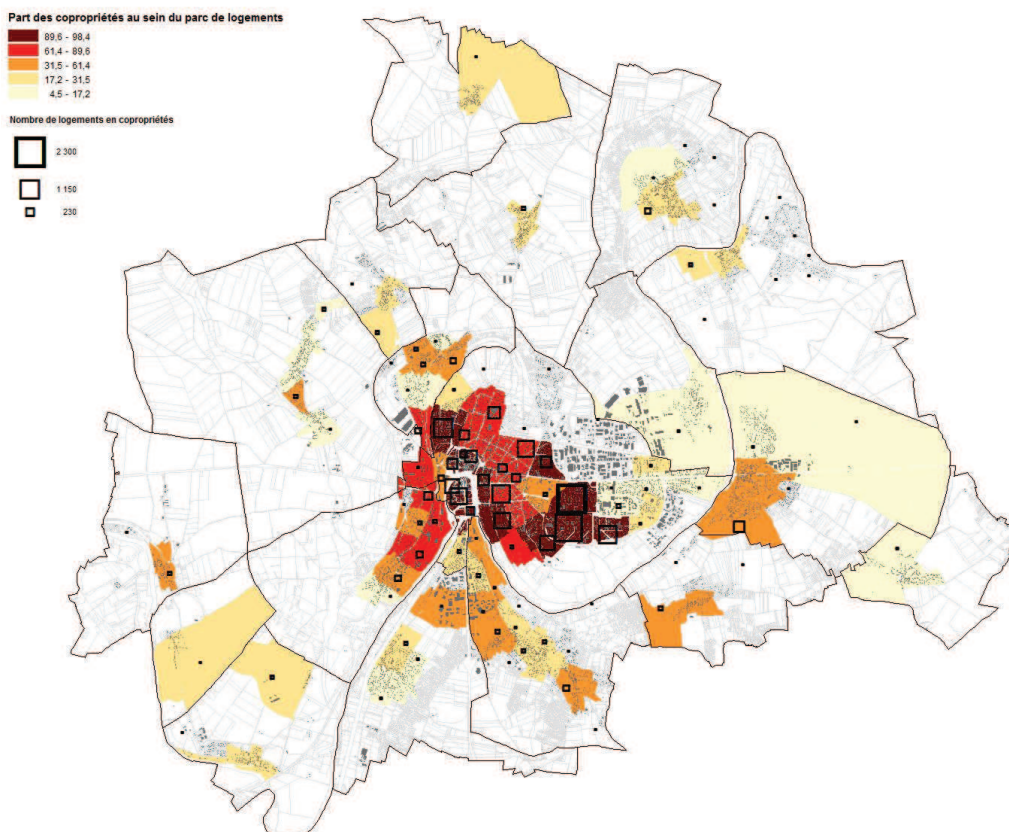 Part des copropriétés au sein du parc de logements
89,6 - 98,4
61,4 - 89,6
31,5 - 61,4
17,2 - 31,5
4,5 - 17,2
Nombre de logements en copropriétés
2 300
1 150
230